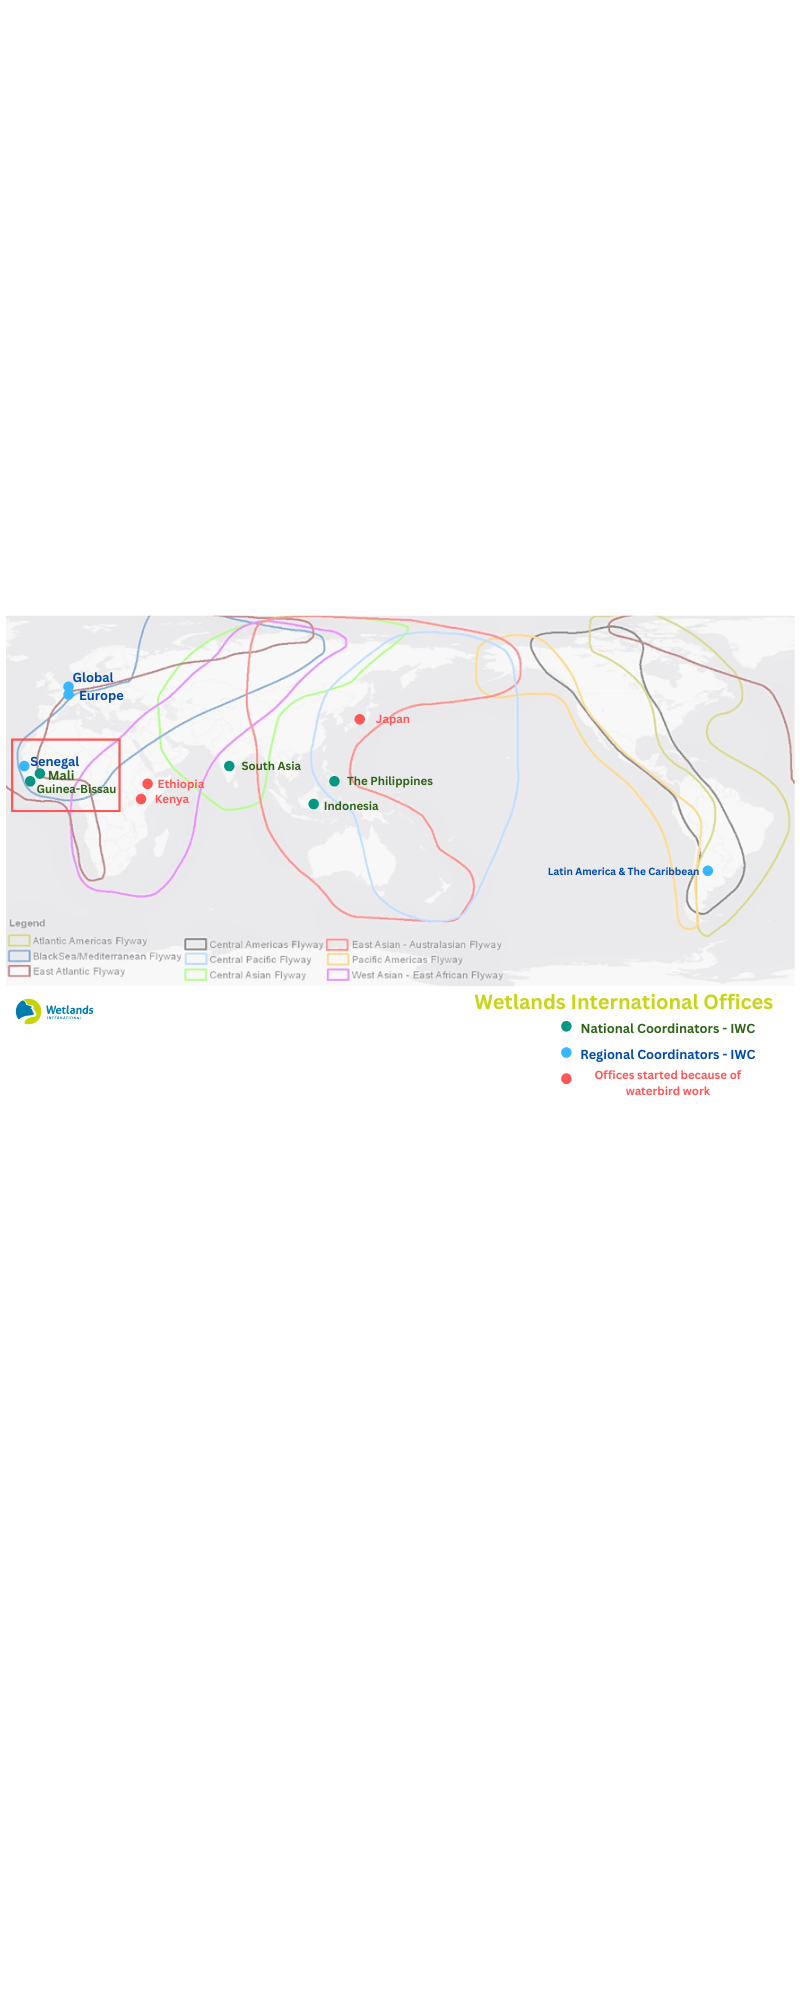 Global
Europe
Japan
Senegal
Mali
Guinea-Bissau
Ethiopia
Kenya
South Asia
The Philippines
Indonesia
Latin America & The Caribbean
Legend
Atlantic Americas Flyway
BlackSea/Mediterranean Flyway
East Atlantic Flyway
Central Americas Flyway
Central Pacific Flyway
Central Asian Flyway
East Asian - Australasian Flyway
Pacific Americas Flyway
West Asian - East African Flyway
Wetlands
INTERNATIONAL
Wetlands International Offices
National Coordinators - IWC
Regional Coordinators - IWC
Offices started because of
waterbird work